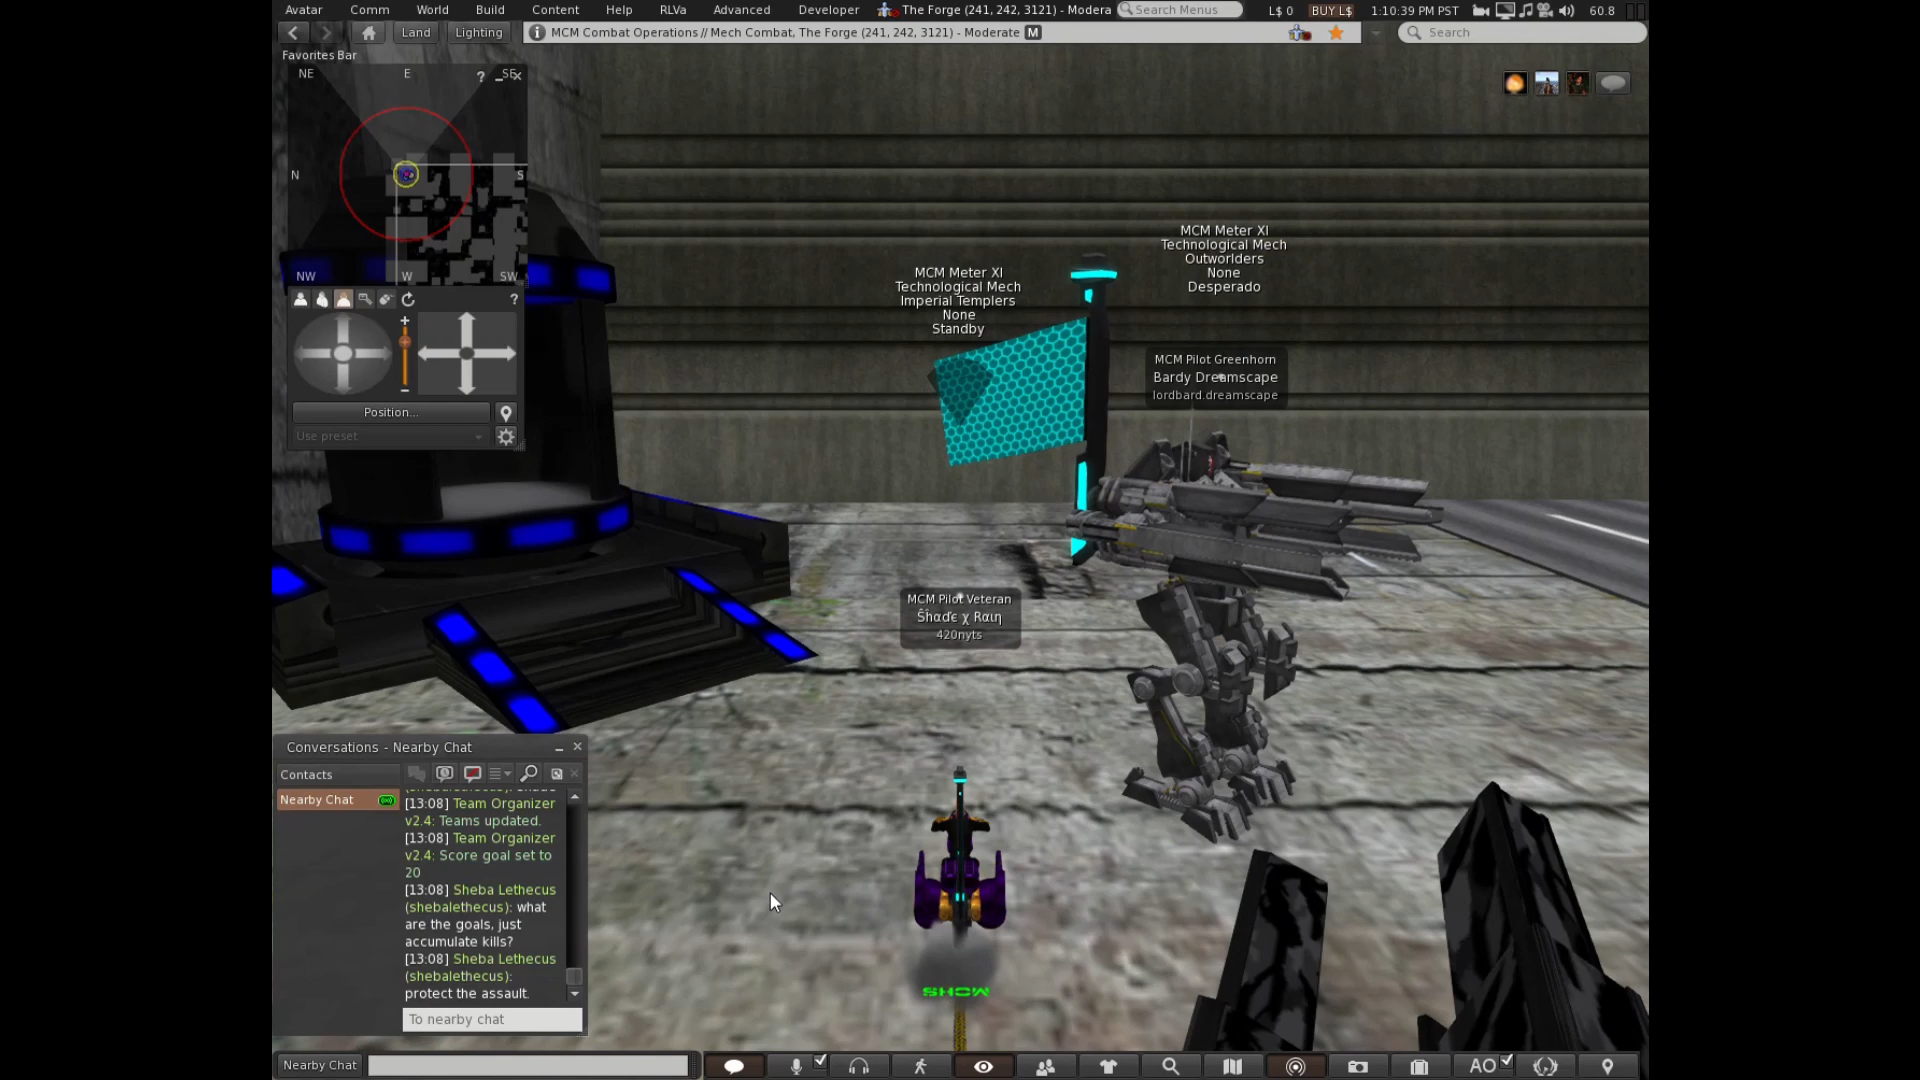 Avatar Comm World Build Content Help RLVa Advanced Developer The Forge (241, 242, 3121) - Modera Search Menus L$ 0 BUY L$ 1:10:39 PM PST 60.8
Land Lighting MCM Combat Operations // Mech Combat, The Forge (241, 242, 3121) - Moderate M Search
Favorites Bar
NE E SE
?
N S
NW W SW
?
+
-
Position...
Use preset
MCM Meter XI
Technological Mech
Imperial Templers
None
Standby
MCM Meter XI
Technological Mech
Outworlders
None
Desperado
MCM Pilot Greenhorn
Bardy Dreamscape
lordbard.dreamscape
MCM Pilot Veteran
420nyts
SHOW
Conversations - Nearby Chat
Contacts
Nearby Chat
[13:08] Team Organizer
v2.4: Teams updated.
[13:08] Team Organizer
v2.4: Score goal set to
20
[13:08] Sheba Lethecus
(shebalethecus): what
are the goals, just
accumulate kills?
[13:08] Sheba Lethecus
(shebalethecus):
protect the assault.
To nearby chat
Nearby Chat
AO